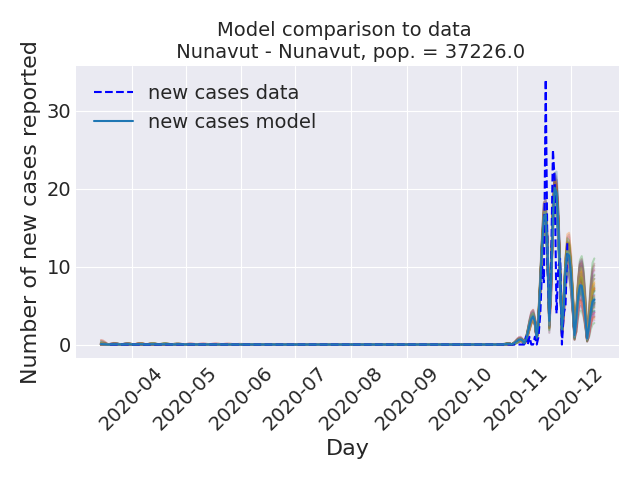 Model comparison to data
Nunavut - Nunavut, pop. = 37226.0
Number of new cases reported
new cases data
new cases model
30
20
10
0
2020-04
2020-05
2020-06
2020-07
2020-08
2020-09
2020-10
2020-11
2020-12
Day